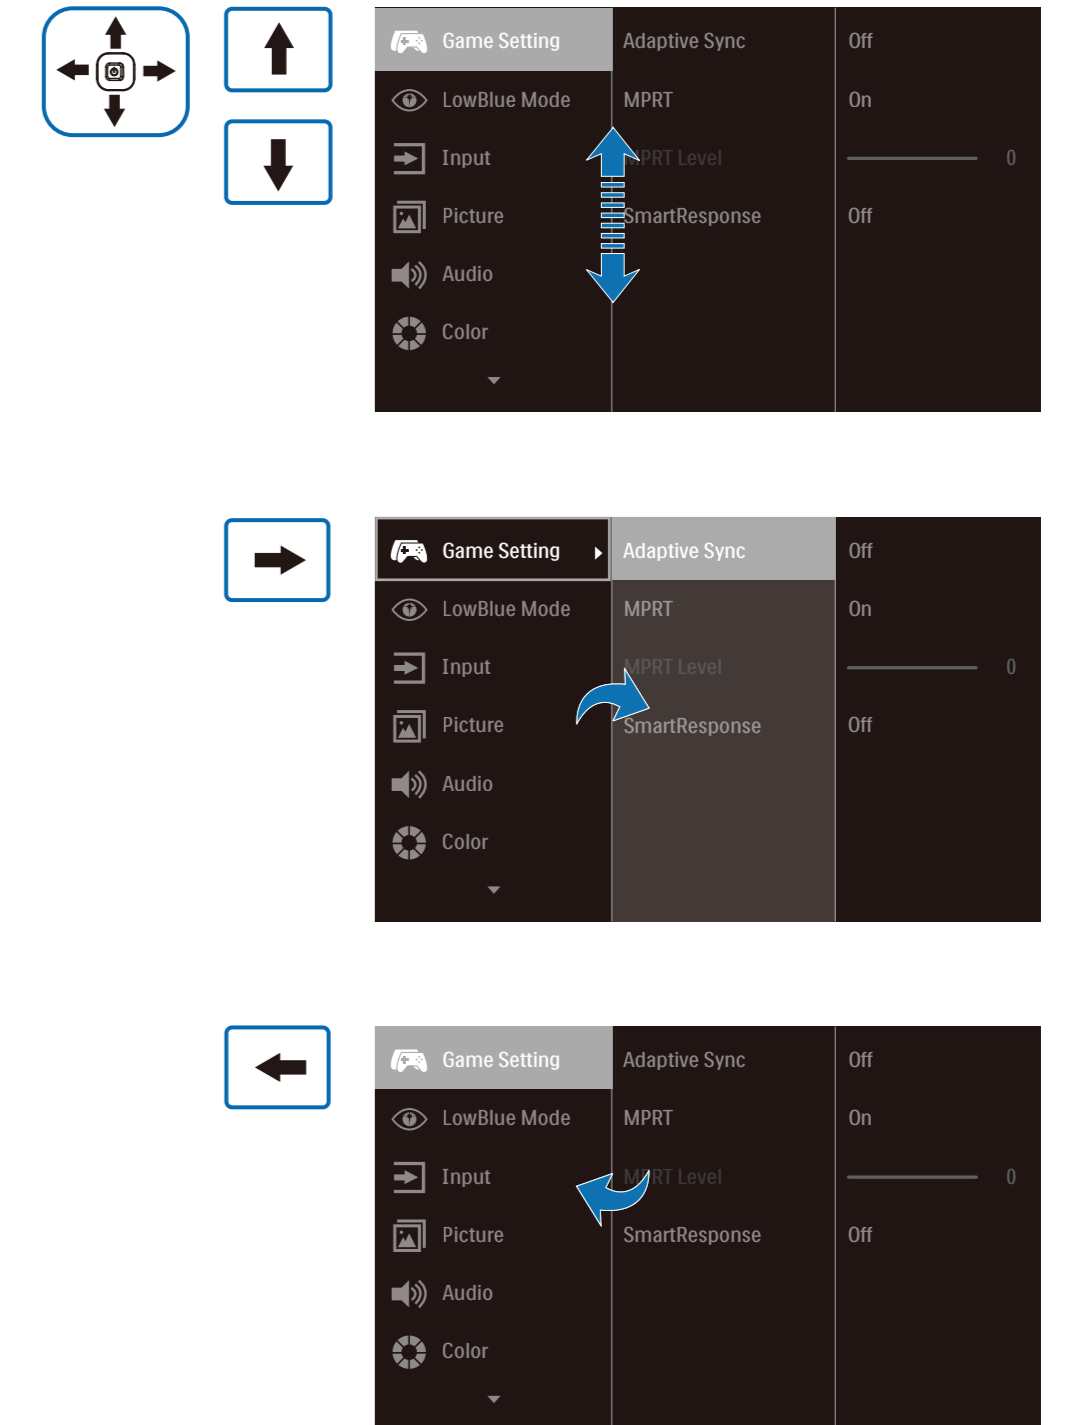 Game Setting Adaptive Sync Off
LowBlue Mode MPRT On
Input MPRT Level 0
Picture SmartResponse Off
Audio
Color
Game Setting Adaptive Sync Off
LowBlue Mode MPRT On
Input MPRT Level 0
Picture SmartResponse Off
Audio
Color
Game Setting Adaptive Sync Off
LowBlue Mode MPRT On
Input MPRT Level 0
Picture SmartResponse Off
Audio
Color